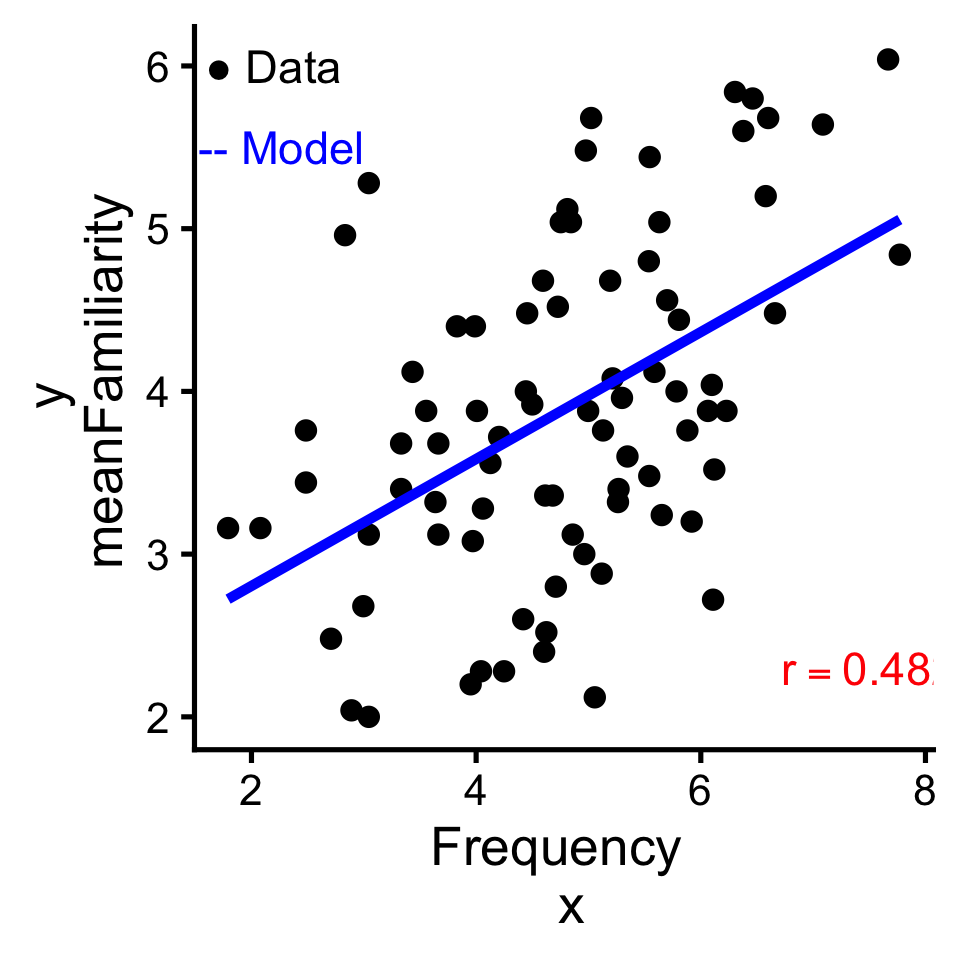 6
Data
-- Model
5
4
3
2
y
meanFamiliarity
r = 0.48
2
4
6
8
Frequency
x